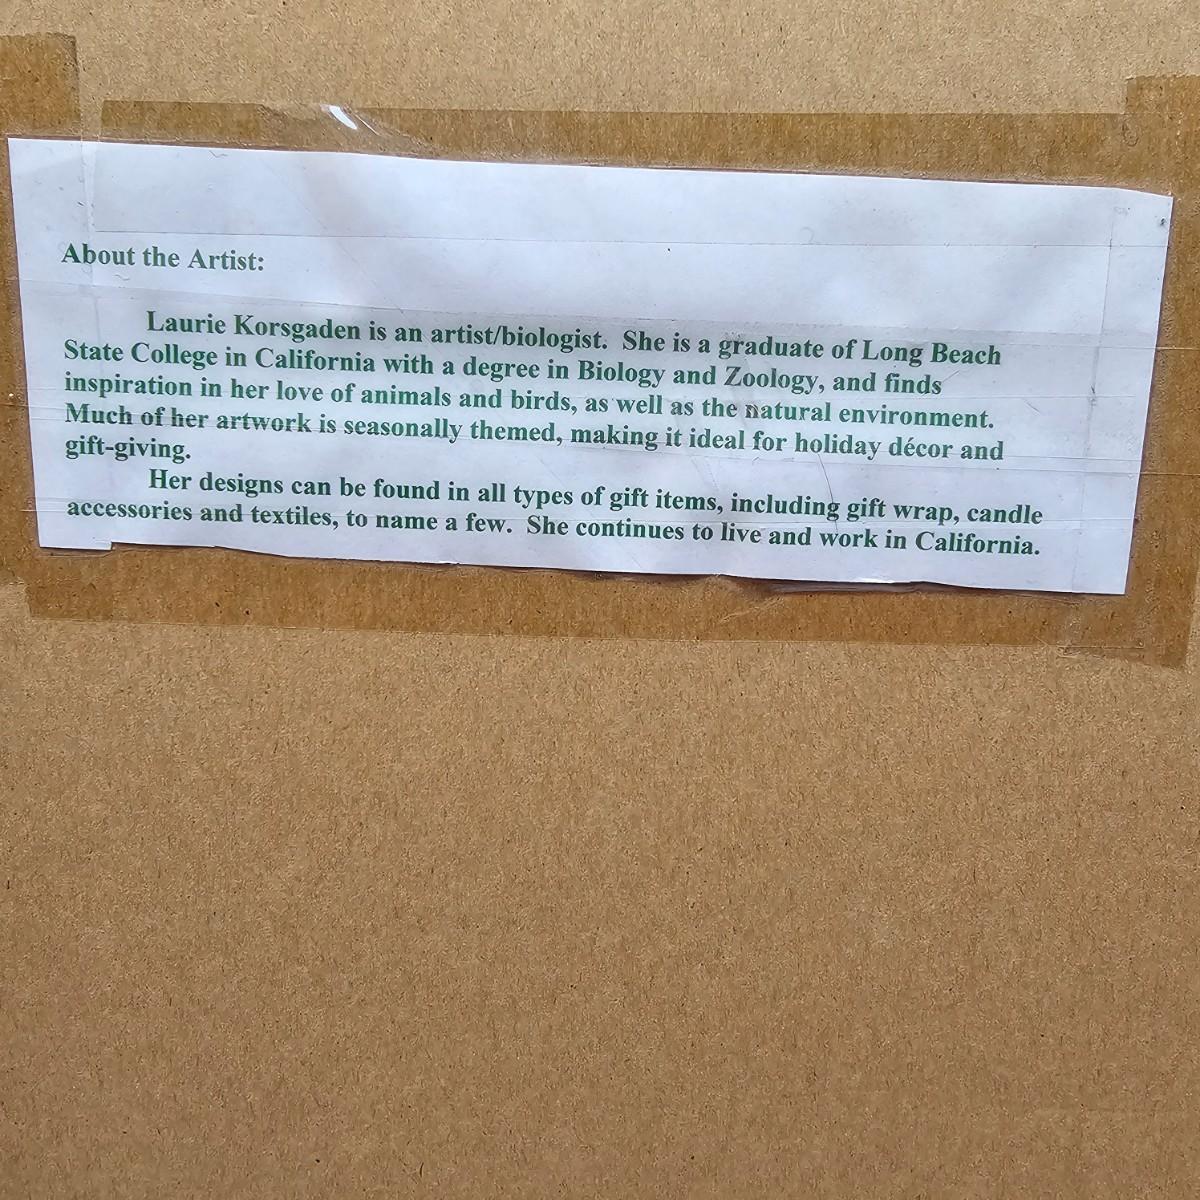 About the Artist:
Laurie Korsgaden is an artist/biologist. She is a graduate of Long Beach
State College in California with a degree in Biology and Zoology, and finds
inspiration in her love of animals and birds, as well as the natural environment.
Much of her artwork is seasonally themed, making it ideal for holiday décor and
gift-giving.
Her designs can be found in all types of gift items, including gift wrap, candle
accessories and textiles, to name a few. She continues to live and work in California.